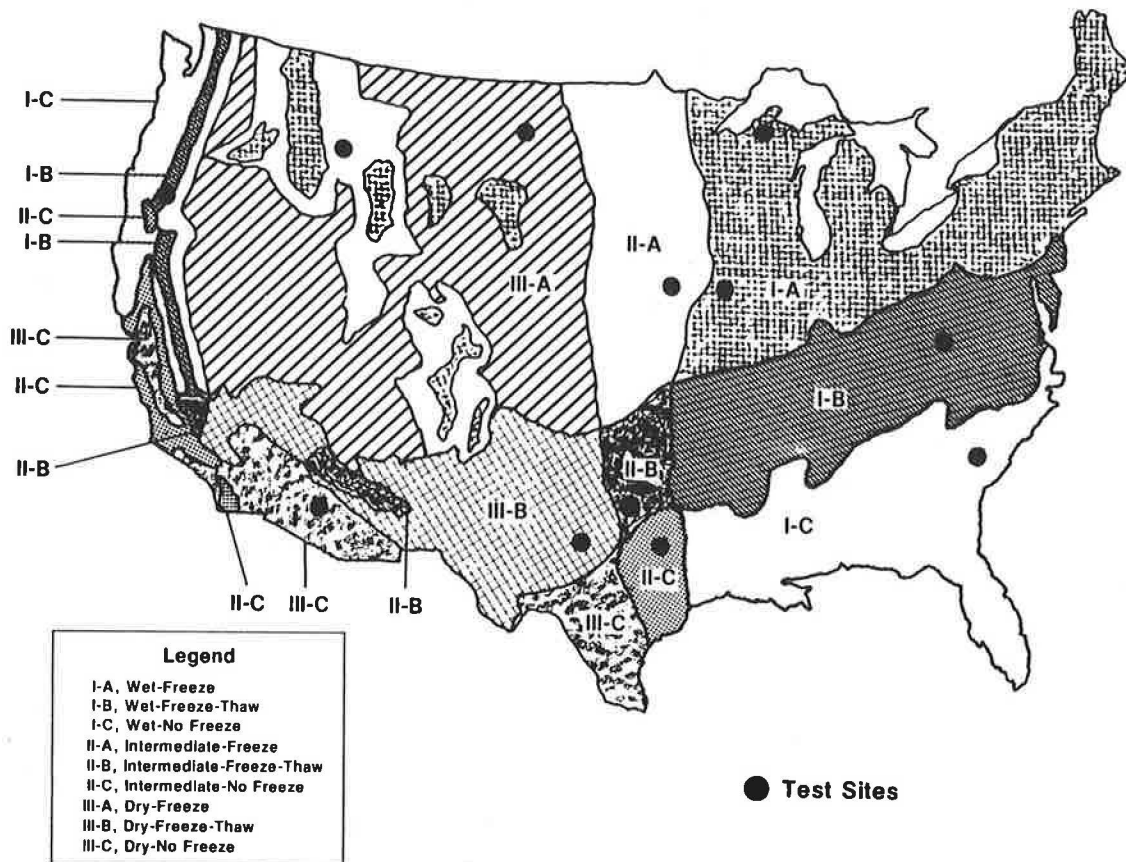 I-C
I-B
II-C
I-B
III-C
II-C
II-B
II-A
III-A
I-A
I-B
II-B
III-B
I-C
II-C
III-C
II-C
III-C
II-B
Legend
I-A, Wet-Freeze
I-B, Wet-Freeze-Thaw
I-C, Wet-No Freeze
II-A, Intermediate-Freeze
II-B, Intermediate-Freeze-Thaw
II-C, Intermediate-No Freeze
III-A, Dry-Freeze
III-B, Dry-Freeze-Thaw
III-C, Dry-No Freeze
Test Sites